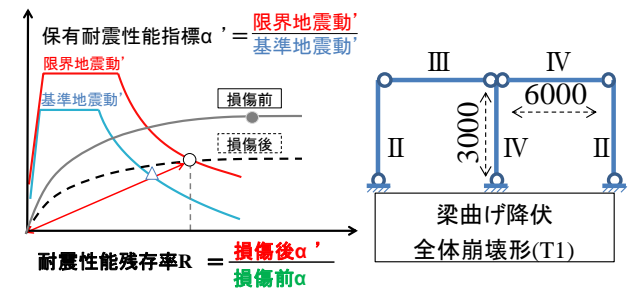 保有耐震性能指標α’＝限界地震動’
基準地震動’
限界地震動’
基準地震動’
損傷前
損傷後
耐震性能残存率R ＝ 損傷後α’
損傷前α
Ⅲ
Ⅳ
6000
3000
Ⅱ
Ⅳ
Ⅱ
梁曲げ降伏
全体崩壊形(T1)